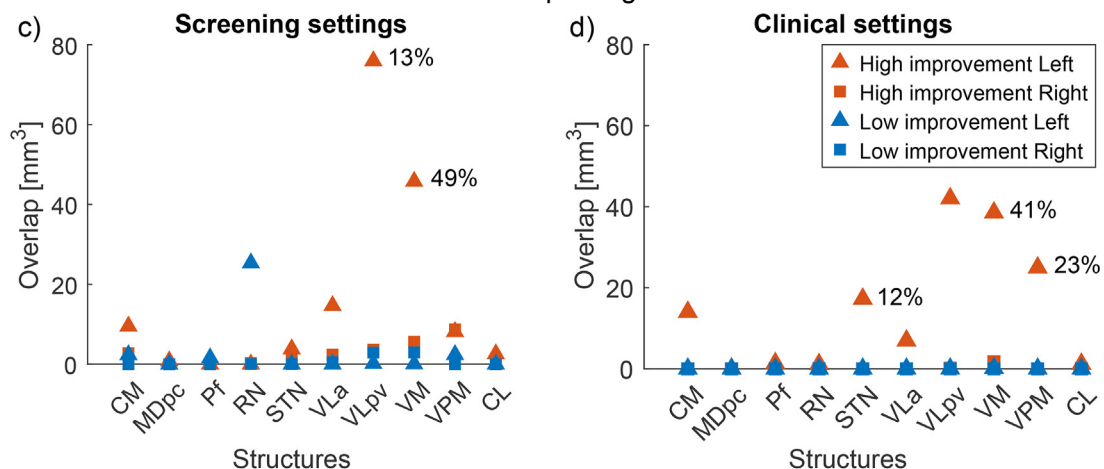 c) Screening settings
80
60
40
20
0
Overlap [mm³]
13%
49%
CM MDpc Pf RN STN VLa VLpv VM VPM CL
Structures
d) Clinical settings
80
60
40
20
0
Overlap [mm³]
High improvement Left
High improvement Right
Low improvement Left
Low improvement Right
41%
23%
12%
CM MDpc Pf RN STN VLa VLpv VM VPM CL
Structures